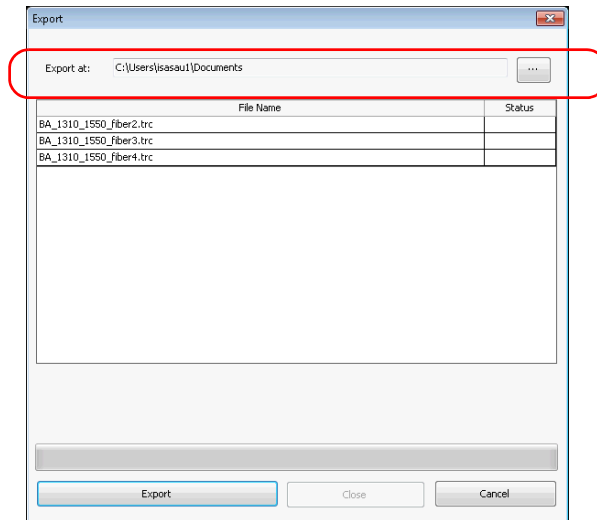 Export
Export at: C:\Users\isasau1\Documents ...
File Name Status
BA_1310_1550_fiber2.trc
BA_1310_1550_fiber3.trc
BA_1310_1550_fiber4.trc
Export Close Cancel